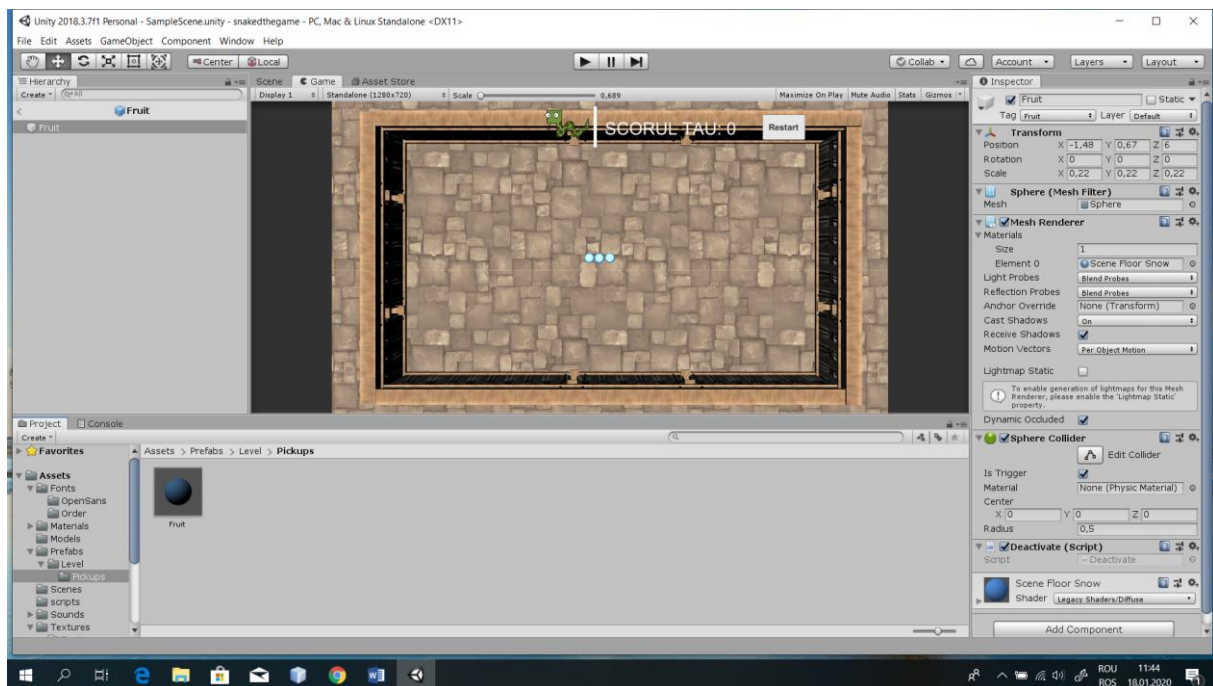 Unity 2018.3.7f1 Personal - SampleScene.unity - snakedthegame - PC, Mac & Linux Standalone <DX11>
File Edit Assets GameObject Component Window Help
Center Local Collab Account Layers Layout
Hierarchy
Create All
Fruit
Fruit
Scene Game Asset Store
Display 1 Standalone (1280x720) Scale 0,689 Maximize On Play Mute Audio Stats Gizmos
SCORUL TAU: 0 Restart
Inspector
Fruit Static
Tag Fruit Layer Default
Transform
Position X -1,48 Y 0,67 Z 6
Rotation X 0 Y 0 Z 0
Scale X 0,22 Y 0,22 Z 0,22
Sphere (Mesh Filter)
Mesh Sphere
Mesh Renderer
Materials
Size 1
Element 0 Scene Floor Snow
Light Probes Blend Probes
Reflection Probes Blend Probes
Anchor Override None (Transform)
Cast Shadows On
Receive Shadows
Motion Vectors Per Object Motion
Lightmap Static
To enable generation of lightmaps for this Mesh
Renderer, please enable the 'Lightmap Static'
property.
Dynamic Occluded
Sphere Collider
Edit Collider
Is Trigger
Material None (Physic Material)
Center
X 0 Y 0 Z 0
Radius 0,5
Deactivate (Script)
Script Deactivate
Scene Floor Snow
Shader Legacy Shaders/Diffuse
Add Component
Project Console
Create
Favorites
Assets > Prefabs > Level > Pickups
Assets
Fonts
OpenSans
Order
Materials
Models
Prefabs
Level
Pickups
Scenes
scripts
Sounds
Textures
Fruit
ROU 11:44
ROS 18.01.2020